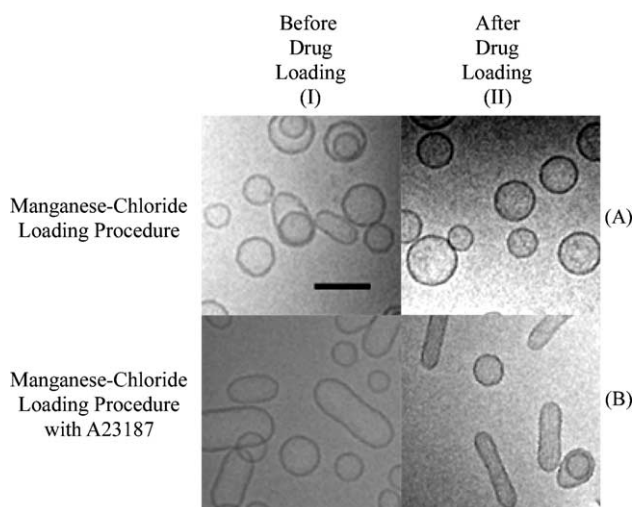 Before
Drug
Loading
(I)
After
Drug
Loading
(II)
Manganese-Chloride
Loading Procedure
(A)
Manganese-Chloride
Loading Procedure
with A23187
(B)